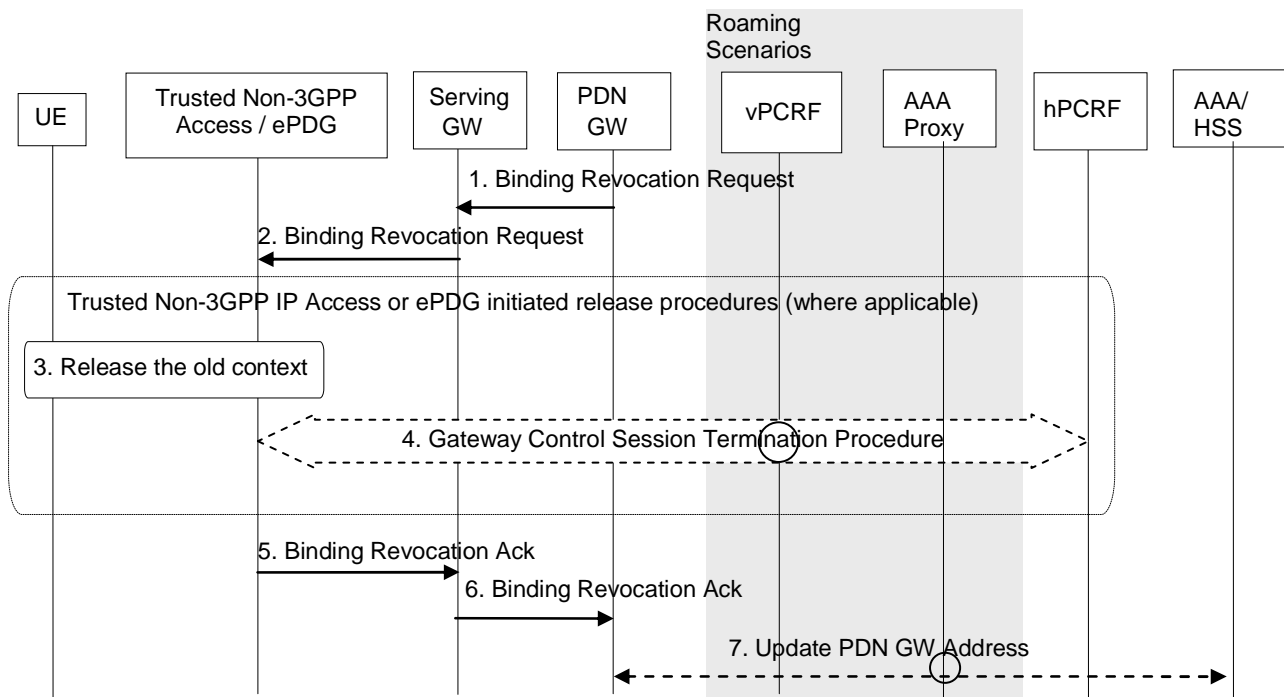 Roaming
Scenarios
UE
Trusted Non-3GPP
Access / ePDG
Serving
GW
PDN
GW
vPCRF
AAA
Proxy
hPCRF
AAA/
HSS
1. Binding Revocation Request
2. Binding Revocation Request
Trusted Non-3GPP IP Access or ePDG initiated release procedures (where applicable)
3. Release the old context
4. Gateway Control Session Termination Procedure
5. Binding Revocation Ack
6. Binding Revocation Ack
7. Update PDN GW Address